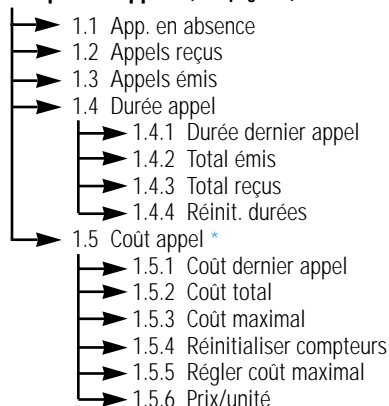 1.1 App. en absence
1.2 Appels reçus
1.3 Appels émis
1.4 Durée appel
1.4.1 Durée dernier appel
1.4.2 Total émis
1.4.3 Total reçus
1.4.4 Réinit. durées
1.5 Coût appel *
1.5.1 Coût dernier appel
1.5.2 Coût total
1.5.3 Coût maximal
1.5.4 Réinitialiser compteurs
1.5.5 Régler coût maximal
1.5.6 Prix/unité